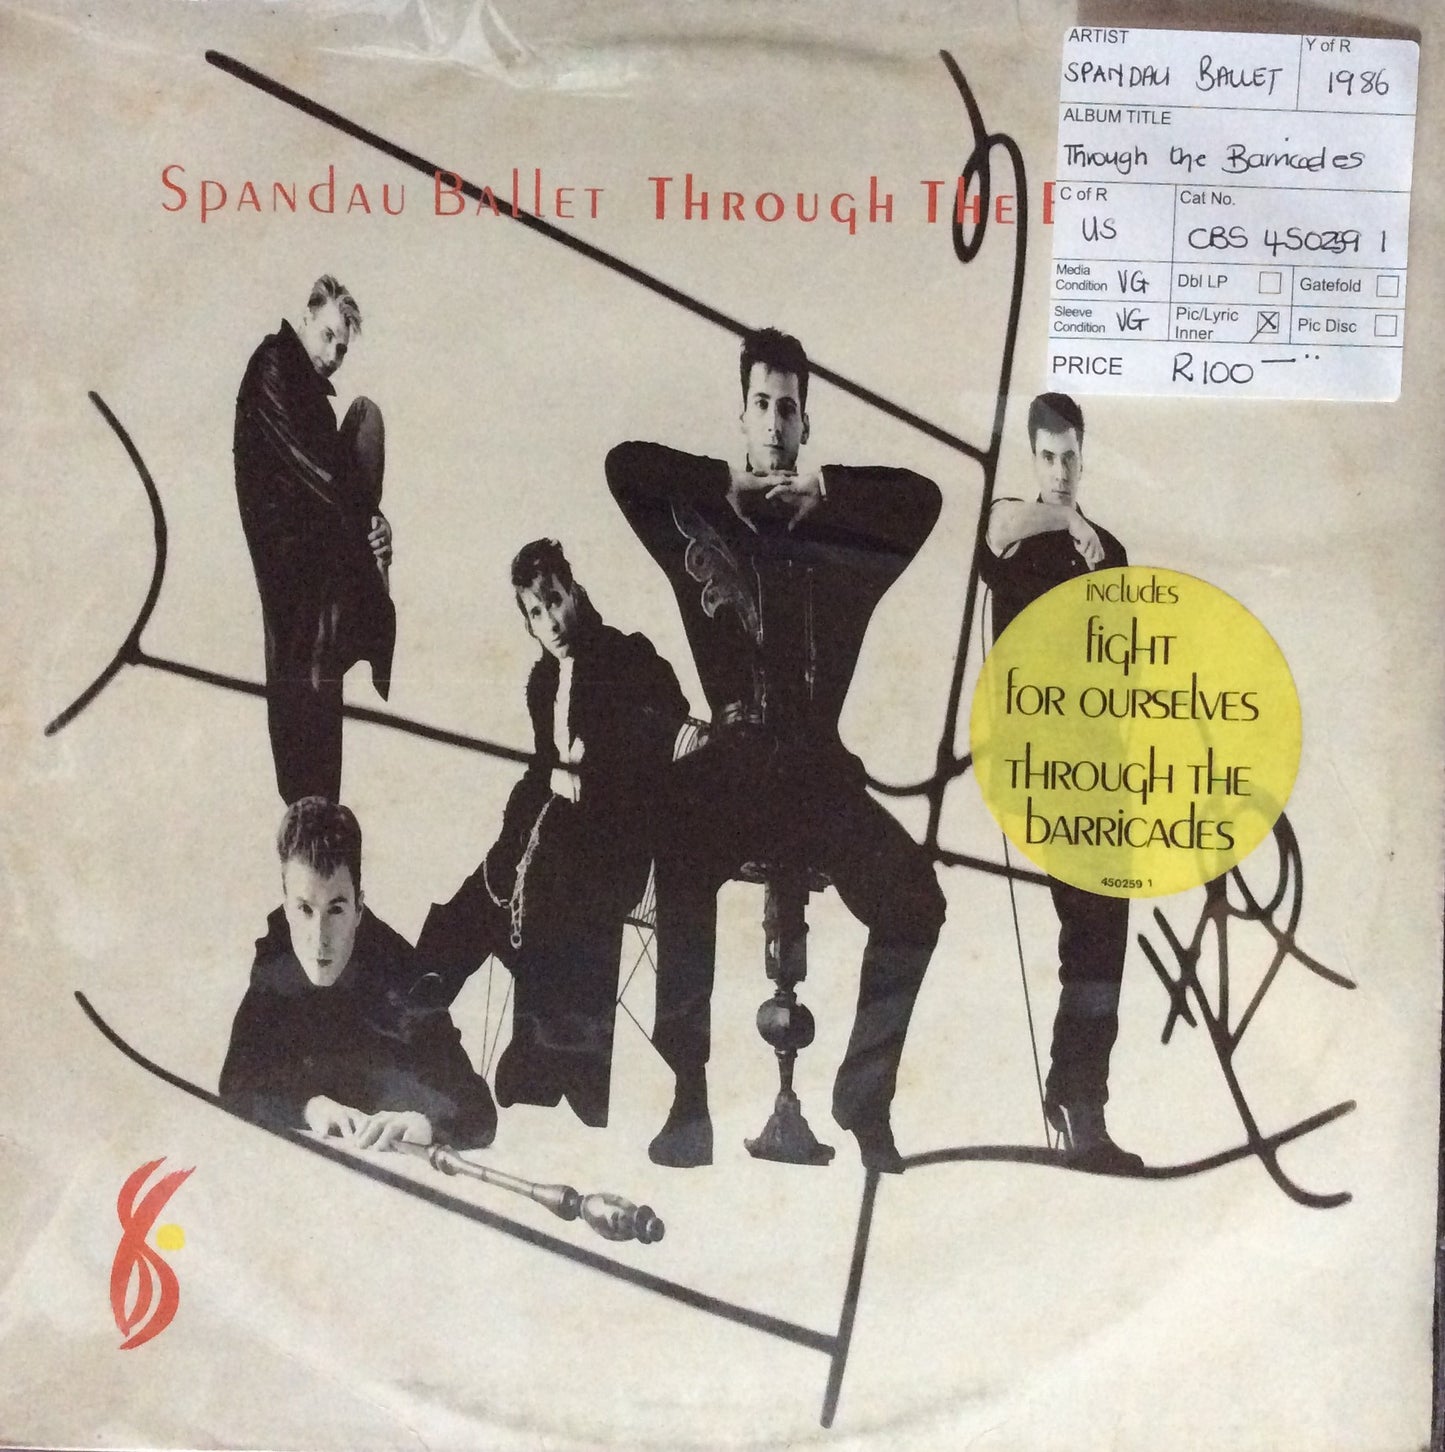 Spandau Ballet Through The B
ARTIST
SPANDAU BALLET
Y of R
1986
ALBUM TITLE
Through the Barricades
C of R
US
Cat No.
CBS 450259 1
Media Condition VG
Dbl LP
Gatefold
Sleeve Condition VG
Pic/Lyric Inner X
Pic Disc
PRICE R100
includes
fight
for ourselves
through the
barricades
450259 1